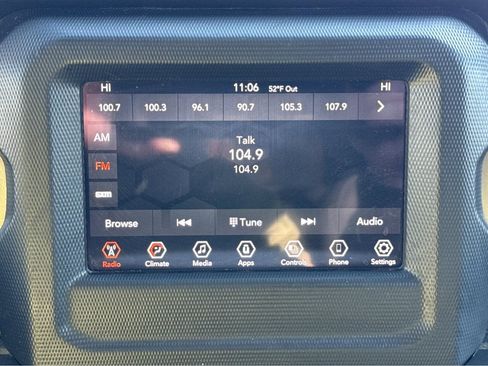 HI 11:06 52°F Out HI
100.7 100.3 96.1 90.7 105.3 107.9
AM
Talk
FM 104.9
104.9
Browse Tune Audio
Radio Climate Media Apps Controls Phone Settings